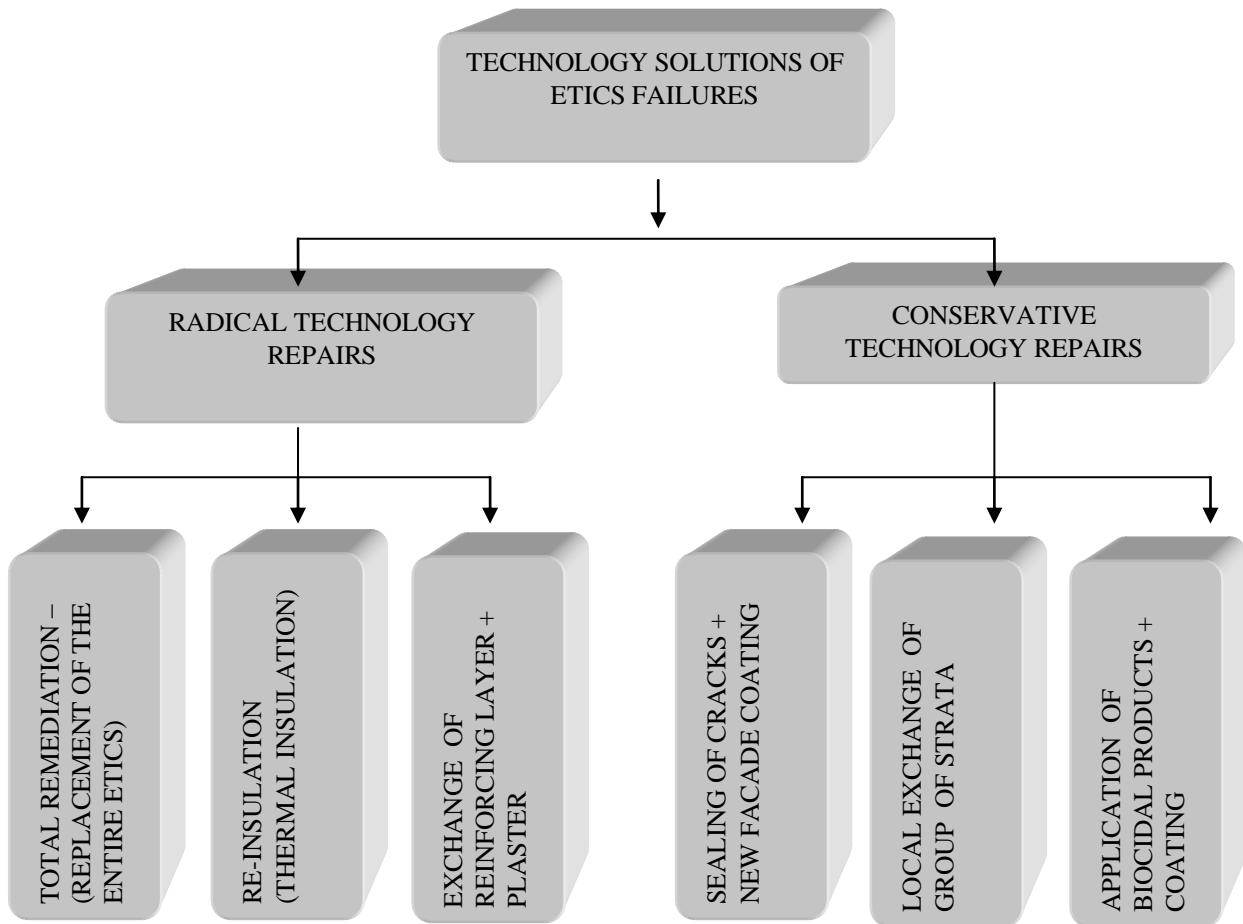 TECHNOLOGY SOLUTIONS OF
ETICS FAILURES
RADICAL TECHNOLOGY
REPAIRS
CONSERVATIVE
TECHNOLOGY REPAIRS
TOTAL REMEDIATION –
(REPLACEMENT OF THE
ENTIRE ETICS)
RE-INSULATION
(THERMAL INSULATION)
EXCHANGE OF
REINFORCING LAYER +
PLASTER
SEALING OF CRACKS +
NEW FACADE COATING
LOCAL EXCHANGE OF
GROUP OF STRATA
APPLICATION OF
BIOCIDAL PRODUCTS +
COATING